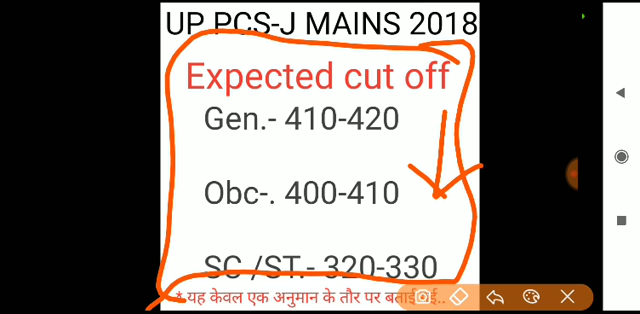 UP PCS-J MAINS 2018
Expected cut off
Gen.- 410-420
Obc-. 400-410
SC /ST.- 320-330
* यह केवल एक अनुमान के तौर पर